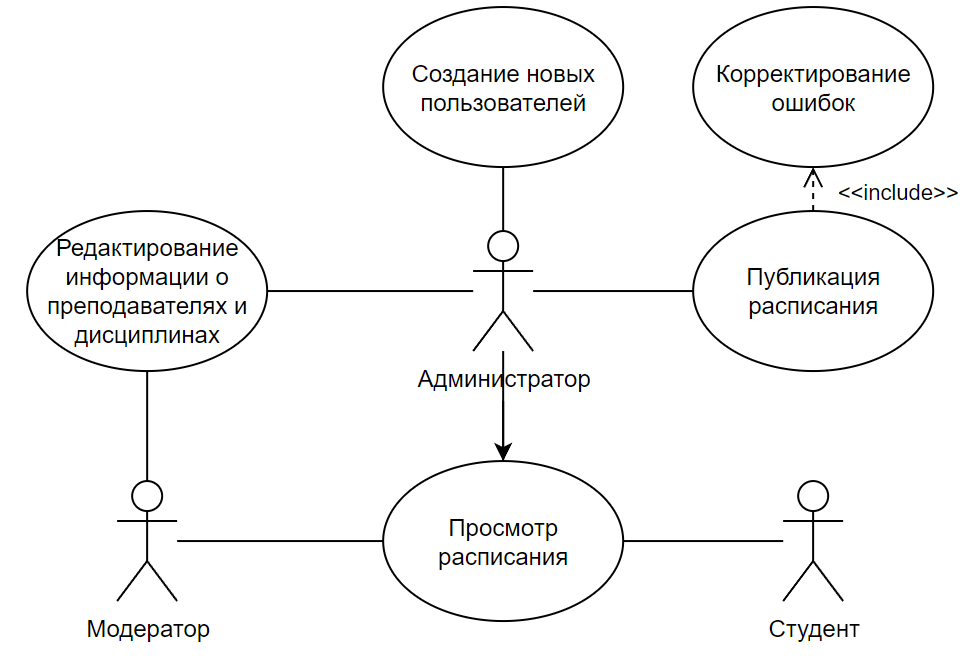 Создание новых
пользователей
Корректирование
ошибок
<<include>>
Редактирование
информации о
преподавателях и
дисциплинах
Публикация
расписания
Администратор
Просмотр
расписания
Модератор
Студент